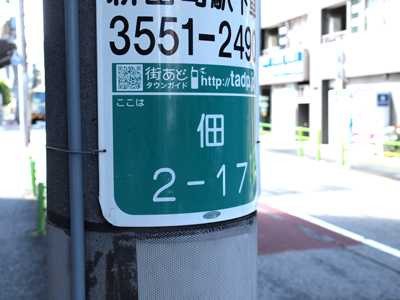 3551-249
街あど
タウンガイド
http://tado.j
ここは
佃
2-17